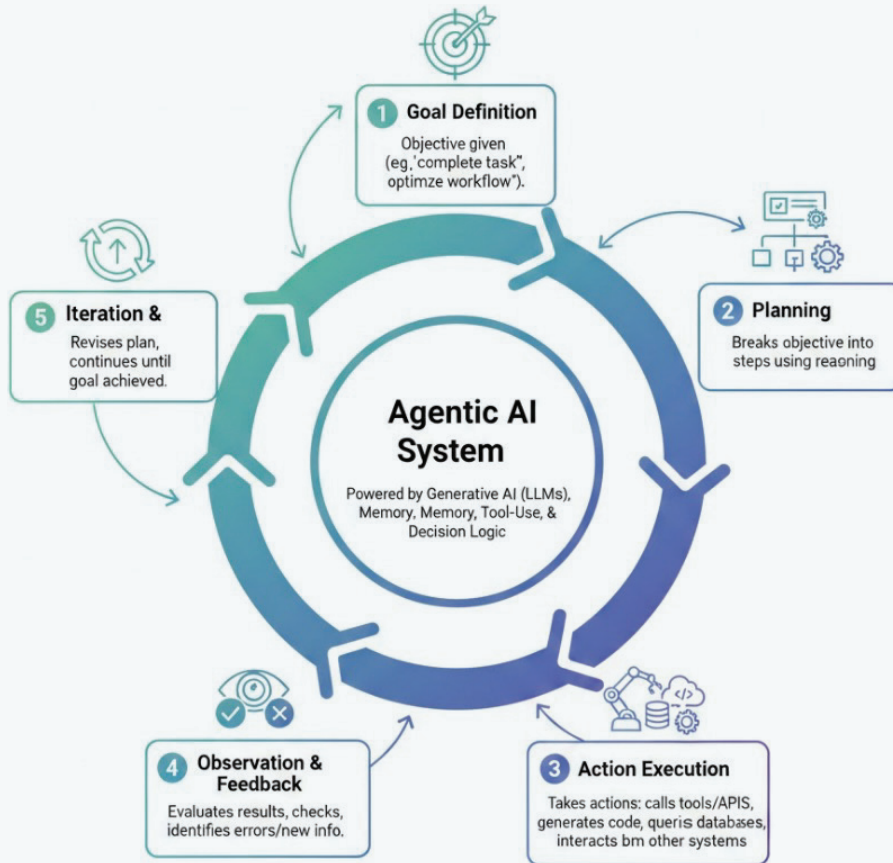 1 Goal Definition
Objective given
(eg,'complete task",
optimze workflow").
2 Planning
Breaks objective into
steps using reaƨoning
3 Action Execution
Takes actions: calls tools/APIS,
generates code, queris databases,
interacts bm other systems
4 Observation &
Feedback
Evaluates results, checks,
identifies errors/new info.
5 Iteration &
Revises plan,
continues until
goal achieved.
Agentic AI
System
Powered by Generative AI (LLMs),
Memory, Memory, Tool-Use, &
Decision Logic